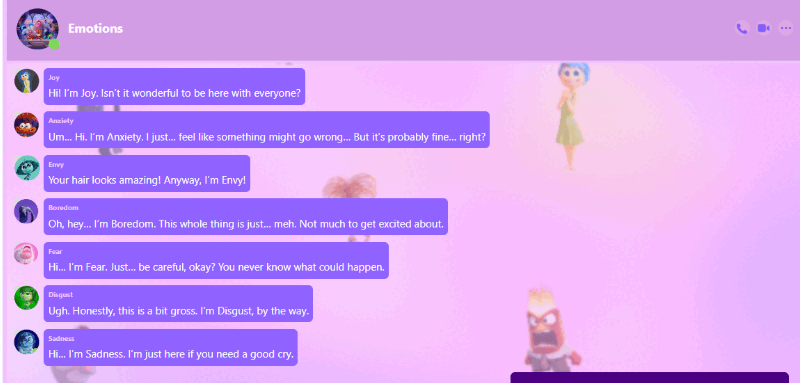 Emotions
Joy
Hi! I'm Joy. Isn't it wonderful to be here with everyone?
Anxiety
Um... Hi. I'm Anxiety. I just... feel like something might go wrong... But it's probably fine... right?
Envy
Your hair looks amazing! Anyway, I'm Envy!
Boredom
Oh, hey... I'm Boredom. This whole thing is just... meh. Not much to get excited about.
Fear
Hi... I'm Fear. Just... be careful, okay? You never know what could happen.
Disgust
Ugh. Honestly, this is a bit gross. I'm Disgust, by the way.
Sadness
Hi... I'm Sadness. I'm just here if you need a good cry.